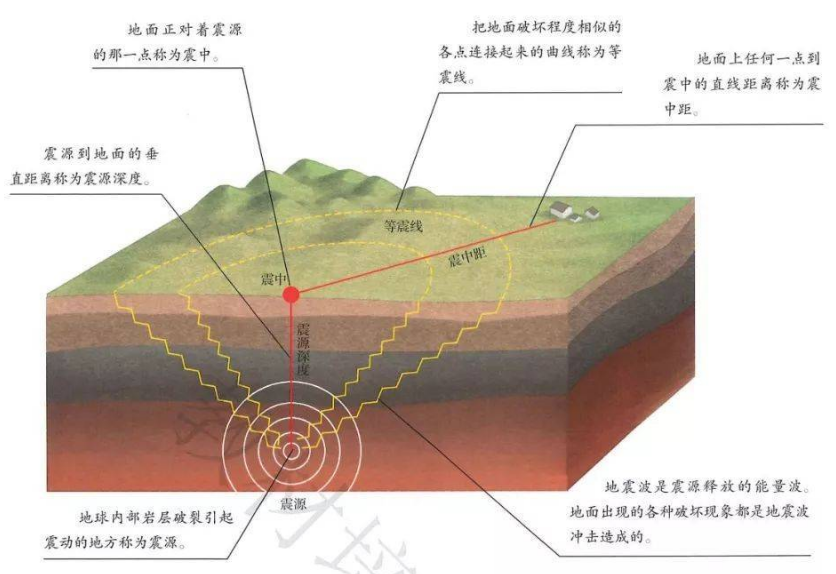 地面正对着震源
的那一点称为震中。
把地面破坏程度相似的
各点连接起来的曲线称为等
震线。
地面上任何一点到
震中的直线距离称为震
中距。
震源到地面的垂
直距离称为震源深度。
等震线
震中距
震中
震源深度
震源
地球内部岩层破裂引起
震动的地方称为震源。
地震波是震源释放的能量波。
地面出现的各种破坏现象都是地震波
冲击造成的。